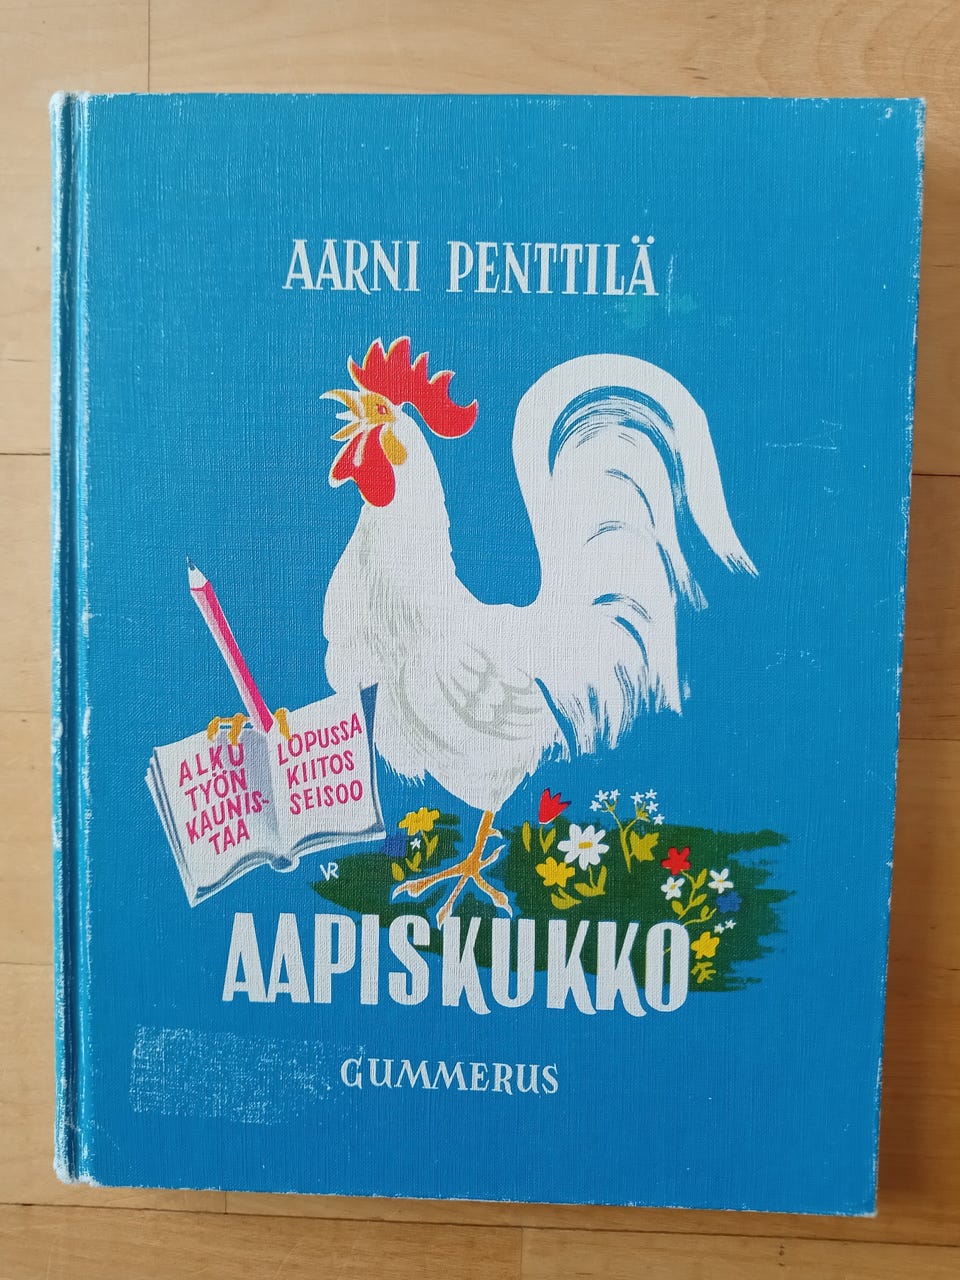 AARNI PENTTILÄ
ALKU
TYÖN
KAUNIS-
TAA
LOPUSSA
KIITOS
SEISOO
VR
AAPISKUKKO
GUMMERUS